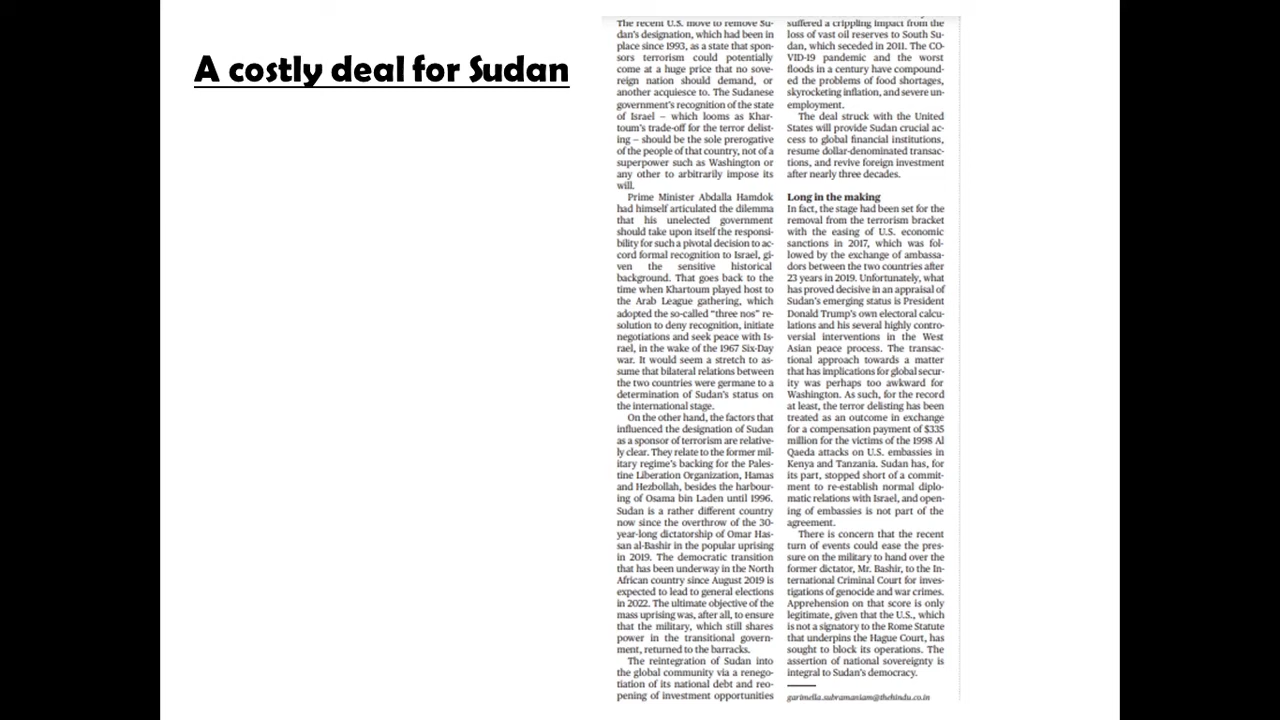 A costly deal for Sudan
The recent U.S. move to remove Su-
dan's designation, which had been in
place since 1993, as a state that spon-
sors terrorism could potentially
come at a huge price that no sove-
reign nation should demand, or
another acquiesce to. The Sudanese
government's recognition of the state
of Israel — which looms as Khar-
toum's trade-off for the terror delist-
ing — should be the sole prerogative
of the people of that country, not of a
superpower such as Washington or
any other to arbitrarily impose its
will.
Prime Minister Abdalla Hamdok
had himself articulated the dilemma
that his unelected government
should take upon itself the responsi-
bility for such a pivotal decision to ac-
cord formal recognition to Israel, gi-
ven the sensitive historical
background. That goes back to the
time when Khartoum played host to
the Arab League gathering, which
adopted the so-called "three nos" re-
solution to deny recognition, initiate
negotiations and seek peace with Is-
rael, in the wake of the 1967 Six-Day
war. It would seem a stretch to as-
sume that bilateral relations between
the two countries were germane to a
determination of Sudan's status on
the international stage.
On the other hand, the factors that
influenced the designation of Sudan
as a sponsor of terrorism are relative-
ly clear. They relate to the former mil-
itary regime's backing for the Pales-
tine Liberation Organization, Hamas
and Hezbollah, besides the harbour-
ing of Osama bin Laden until 1996.
Sudan is a rather different country
now since the overthrow of the 30-
year-long dictatorship of Omar Has-
san al-Bashir in the popular uprising
in 2019. The democratic transition
that has been underway in the North
African country since August 2019 is
expected to lead to general elections
in 2022. The ultimate objective of the
mass uprising was, after all, to ensure
that the military, which still shares
power in the transitional govern-
ment, returned to the barracks.
The reintegration of Sudan into
the global community via a renego-
tiation of its national debt and reo-
pening of investment opportunities
suffered a crippling impact from the
loss of vast oil reserves to South Su-
dan, which seceded in 2011. The CO-
VID-19 pandemic and the worst
floods in a century have compound-
ed the problems of food shortages,
skyrocketing inflation, and severe un-
employment.
The deal struck with the United
States will provide Sudan crucial ac-
cess to global financial institutions,
resume dollar-denominated transac-
tions, and revive foreign investment
after nearly three decades.
Long in the making
In fact, the stage had been set for the
removal from the terrorism bracket
with the easing of U.S. economic
sanctions in 2017, which was fol-
lowed by the exchange of ambassa-
dors between the two countries after
23 years in 2019. Unfortunately, what
has proved decisive in an appraisal of
Sudan's emerging status is President
Donald Trump's own electoral calcu-
lations and his several highly contro-
versial interventions in the West
Asian peace process. The transac-
tional approach towards a matter
that has implications for global secur-
ity was perhaps too awkward for
Washington. As such, for the record
at least, the terror delisting has been
treated as an outcome in exchange
for a compensation payment of $335
million for the victims of the 1998 Al
Qaeda attacks on U.S. embassies in
Kenya and Tanzania. Sudan has, for
its part, stopped short of a commit-
ment to re-establish normal diplo-
matic relations with Israel, and open-
ing of embassies is not part of the
agreement.
There is concern that the recent
turn of events could ease the pres-
sure on the military to hand over the
former dictator, Mr. Bashir, to the In-
ternational Criminal Court for inves-
tigations of genocide and war crimes.
Apprehension on that score is only
legitimate, given that the U.S., which
is not a signatory to the Rome Statute
that underpins the Hague Court, has
sought to block its operations. The
assertion of national sovereignty is
integral to Sudan's democracy.
garimella.subramaniam@thehindu.co.in